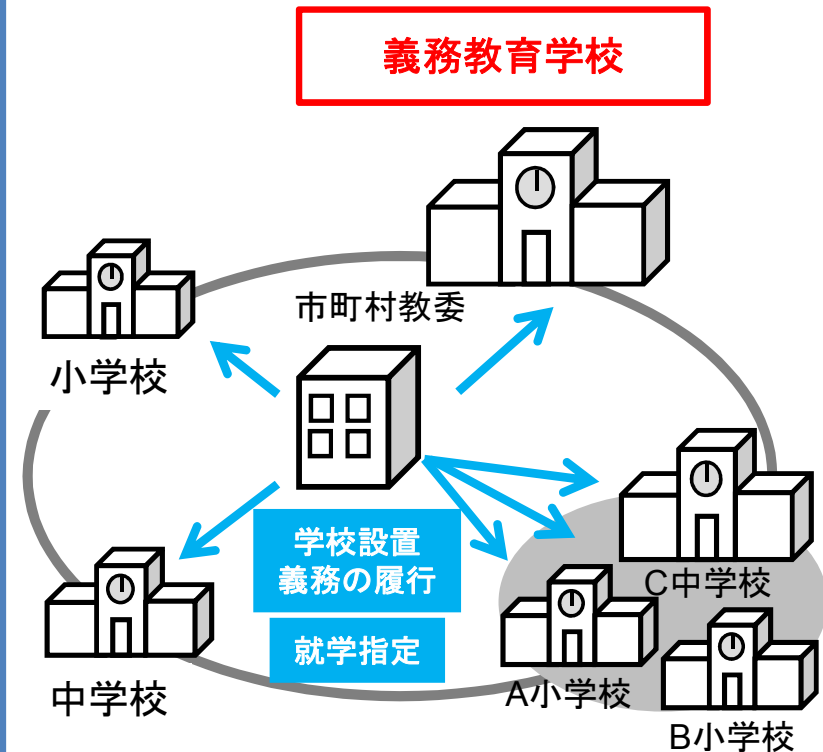 義務教育学校
市町村教委
小学校
学校設置
義務の履行
就学指定
C中学校
A小学校
中学校
B小学校